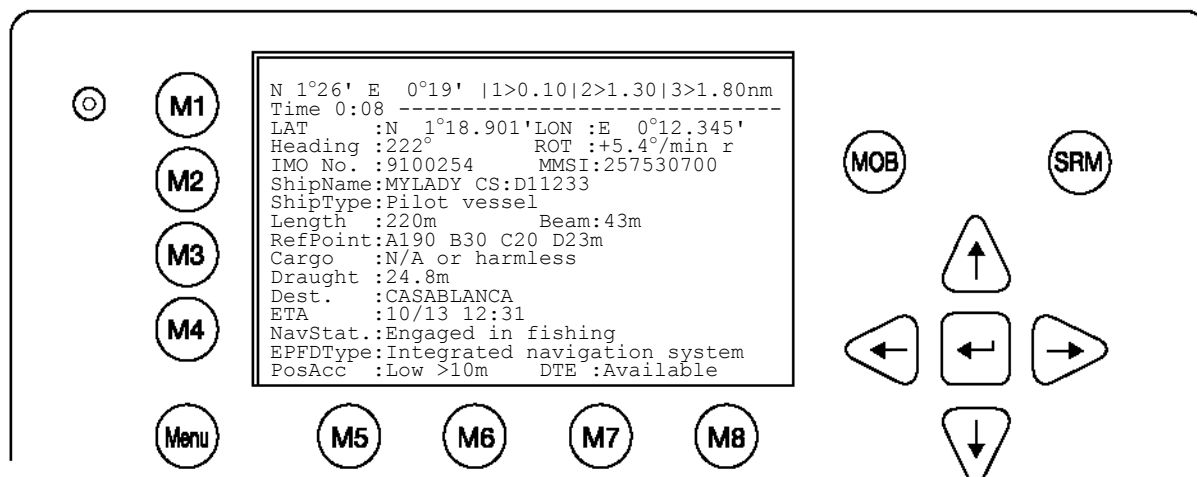 N 1°26' E  0°19' |1>0.10|2>1.30|3>1.80nm
Time 0:08 -------------------------------
LAT      :N  1°18.901'LON :E  0°12.345'
Heading :222°        ROT :+5.4°/min r
IMO No. :9100254     MMSI:257530700
ShipName:MYLADY CS:D11233
ShipType:Pilot vessel
Length  :220m        Beam:43m
RefPoint:A190 B30 C20 D23m
Cargo   :N/A or harmless
Draught :24.8m
Dest.   :CASABLANCA
ETA     :10/13 12:31
NavStat.:Engaged in fishing
EPFDType:Integrated navigation system
PosAcc  :Low >10m    DTE :Available
M1
M2
M3
M4
Menu
M5
M6
M7
M8
MOB
SRM